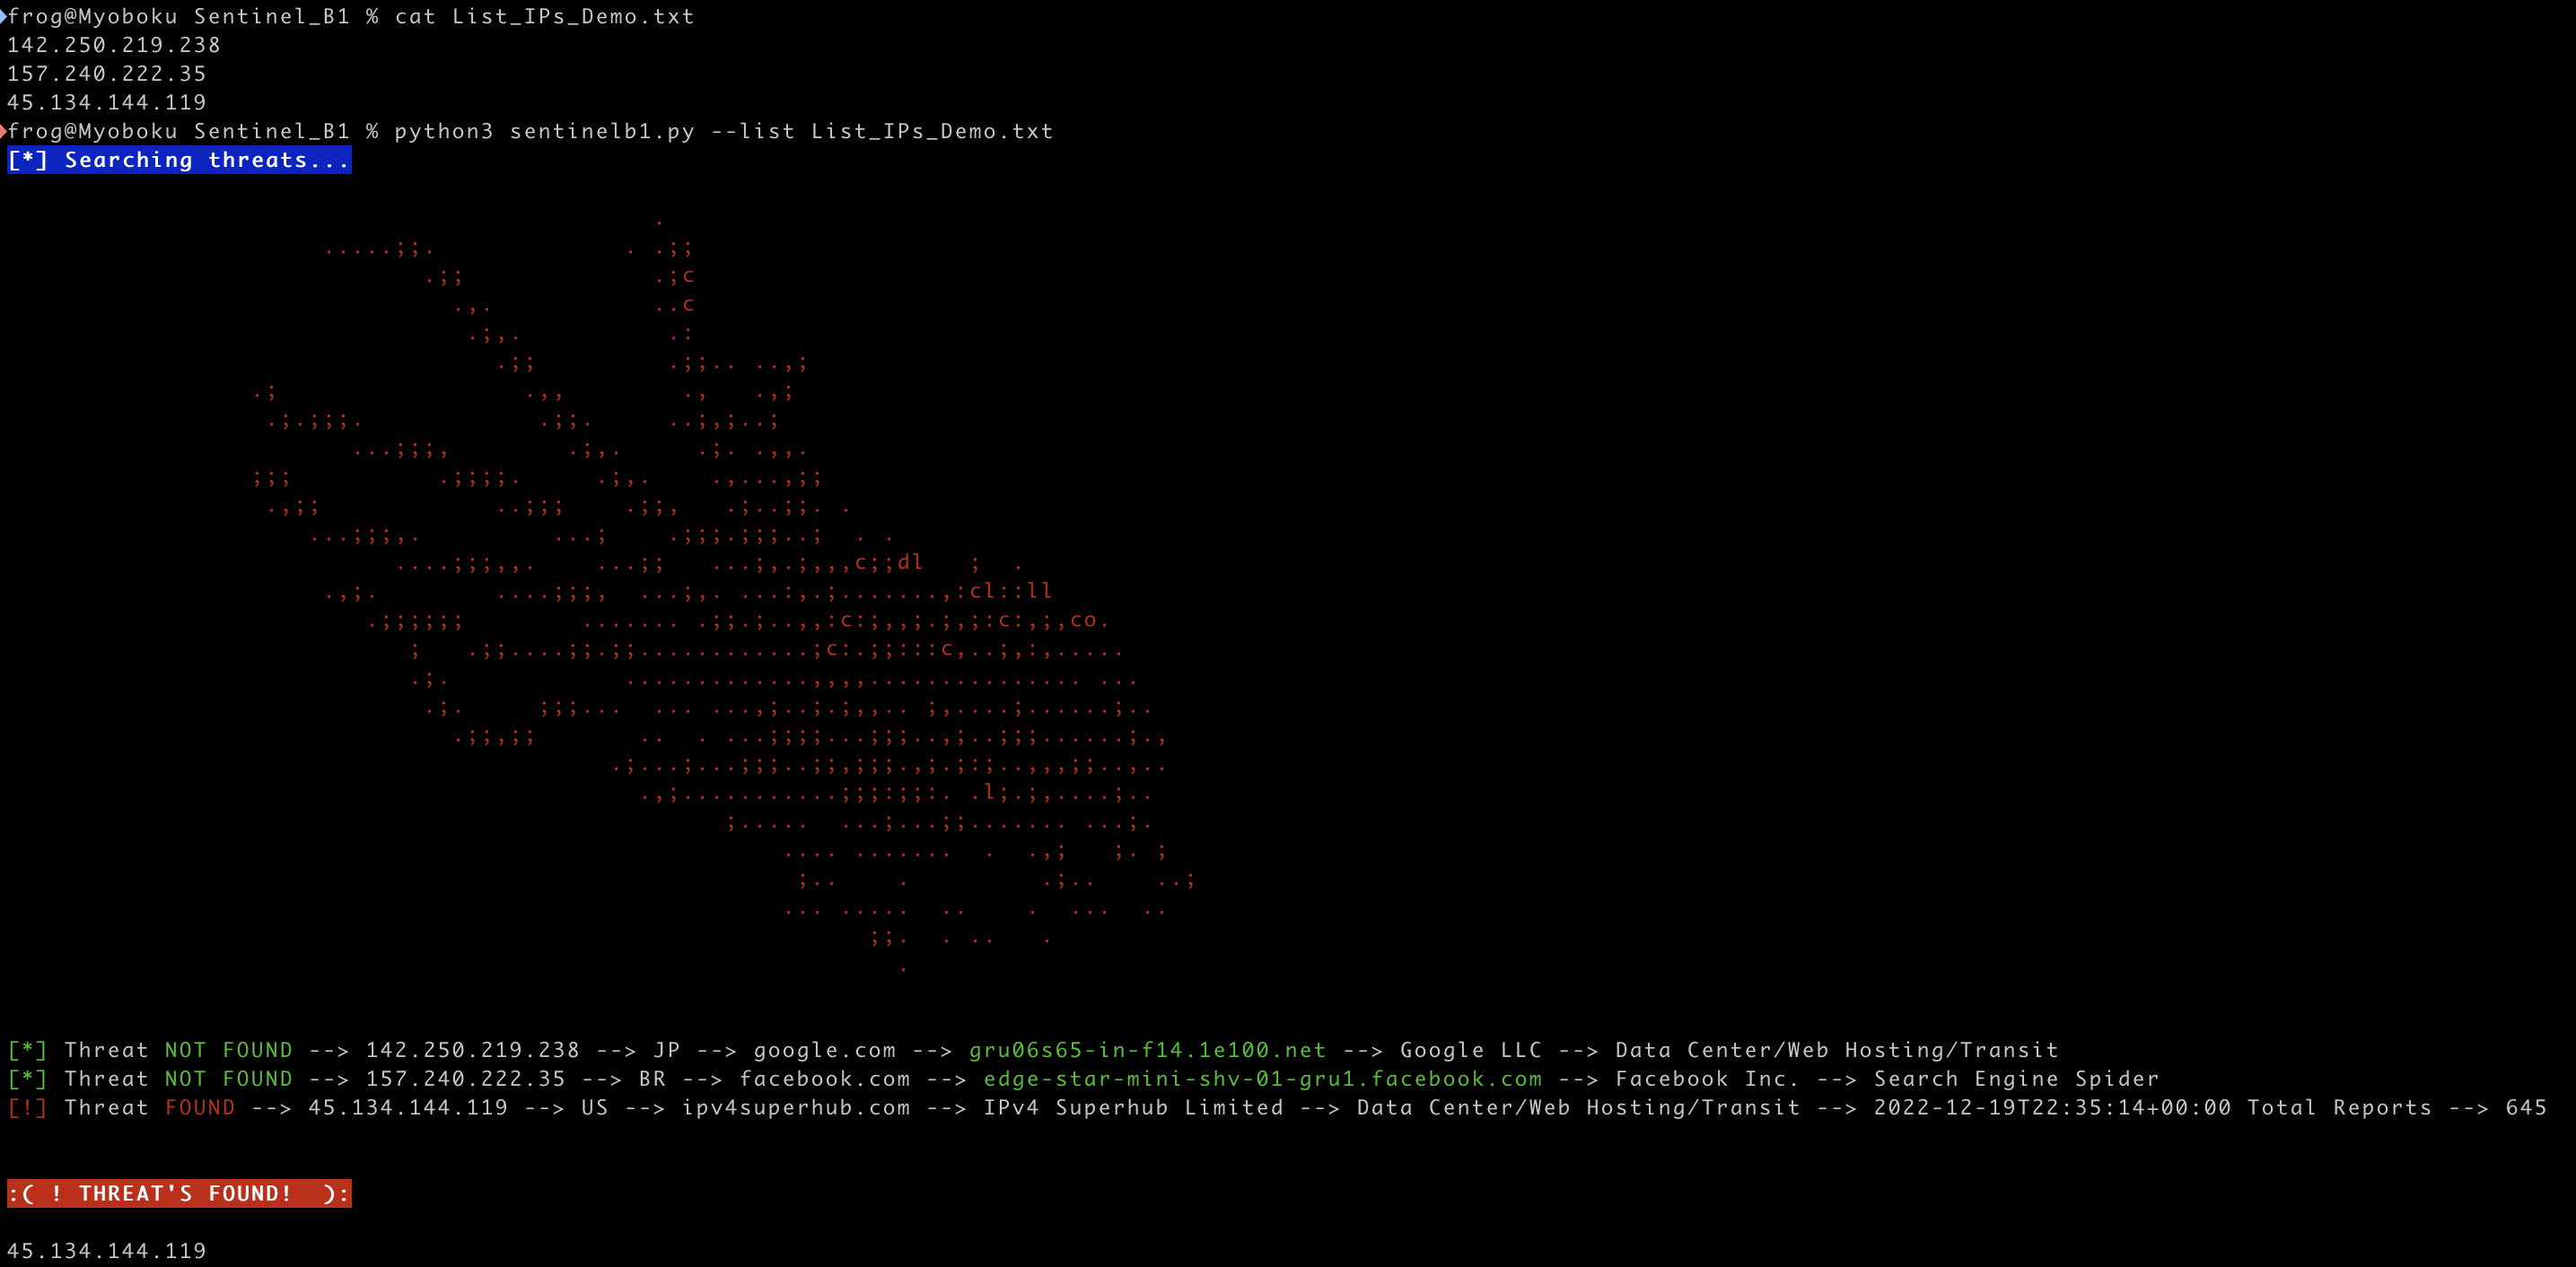 frog@Myoboku Sentinel_B1 % cat List_IPs_Demo.txt
142.250.219.238
157.240.222.35
45.134.144.119
frog@Myoboku Sentinel_B1 % python3 sentinelb1.py --list List_IPs_Demo.txt
[*] Searching threats...
[*] Threat NOT FOUND --> 142.250.219.238 --> JP --> google.com --> gru06s65-in-f14.1e100.net --> Google LLC --> Data Center/Web Hosting/Transit
[*] Threat NOT FOUND --> 157.240.222.35 --> BR --> facebook.com --> edge-star-mini-shv-01-gru1.facebook.com --> Facebook Inc. --> Search Engine Spider
[!] Threat FOUND --> 45.134.144.119 --> US --> ipv4superhub.com --> IPv4 Superhub Limited --> Data Center/Web Hosting/Transit --> 2022-12-19T22:35:14+00:00 Total Reports --> 645
:( ! THREAT'S FOUND!  ):
45.134.144.119